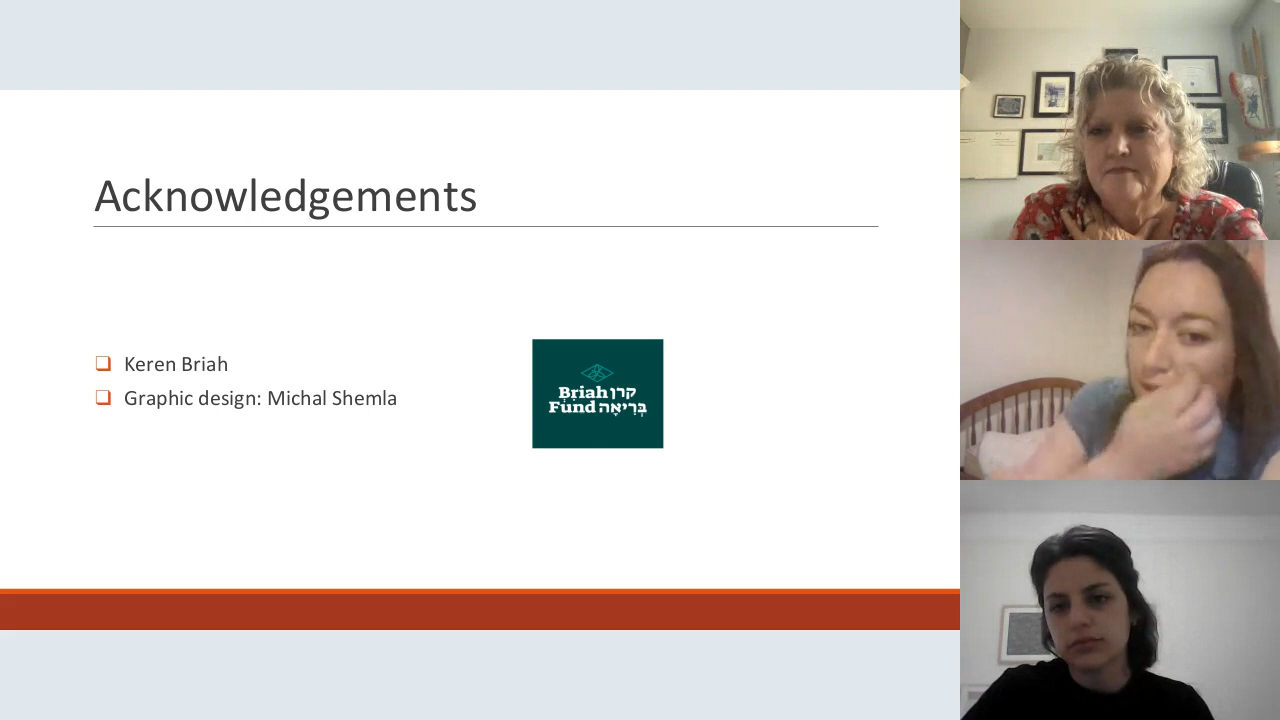 Acknowledgements
❑ Keren Briah
❑ Graphic design: Michal Shemla
Briah קרן
Fund בְּרִיאָה